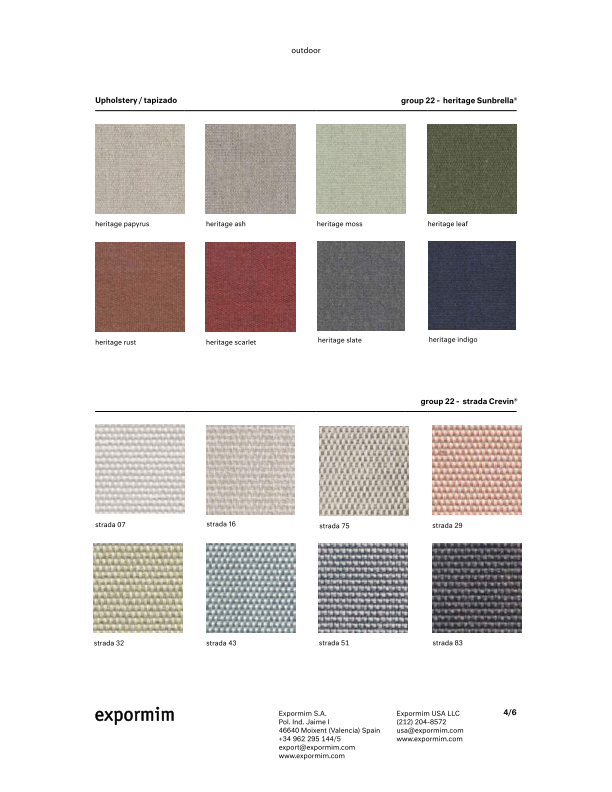 outdoor
Upholstery / tapizado
group 22 - heritage Sunbrella®
heritage papyrus
heritage ash
heritage moss
heritage leaf
heritage rust
heritage scarlet
heritage slate
heritage indigo
group 22 - strada Crevin®
strada 07
strada 16
strada 75
strada 29
strada 32
strada 43
strada 51
strada 83
expormim
Expormim S.A.
Pol. Ind. Jaime I
46640 Moixent (Valencia) Spain
+34 962 295 144/5
export@expormim.com
www.expormim.com
Expormim USA LLC
(212) 204-8572
usa@expormim.com
www.expormim.com
4/6